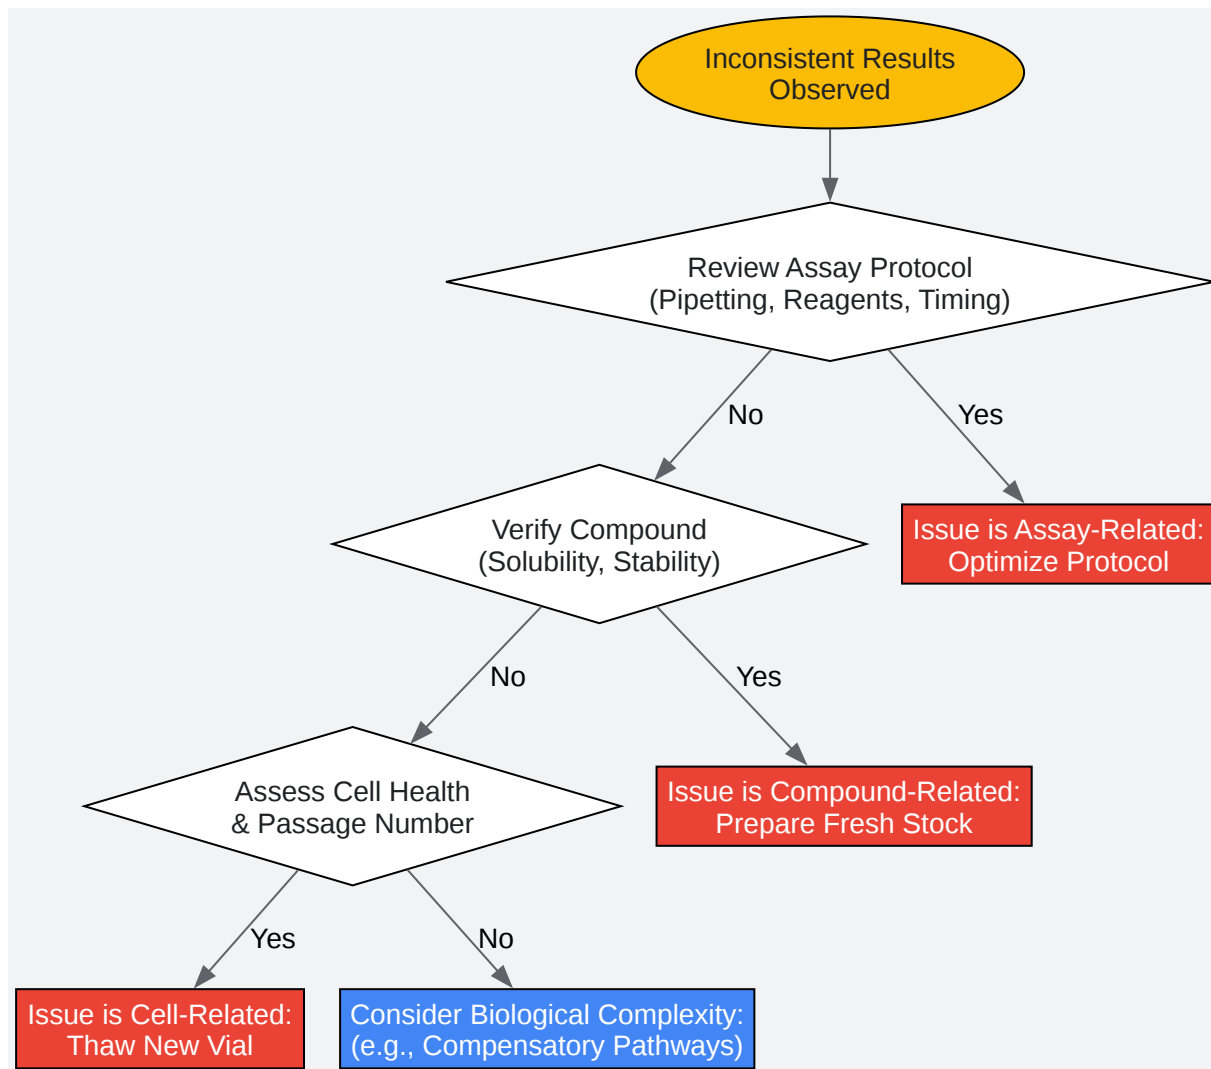 Inconsistent Results
Observed
Review Assay Protocol
(Pipetting, Reagents, Timing)
No
Yes
Verify Compound
(Solubility, Stability)
Issue is Assay-Related:
Optimize Protocol
No
Yes
Assess Cell Health
& Passage Number
Issue is Compound-Related:
Prepare Fresh Stock
Yes
No
Issue is Cell-Related:
Thaw New Vial
Consider Biological Complexity:
(e.g., Compensatory Pathways)